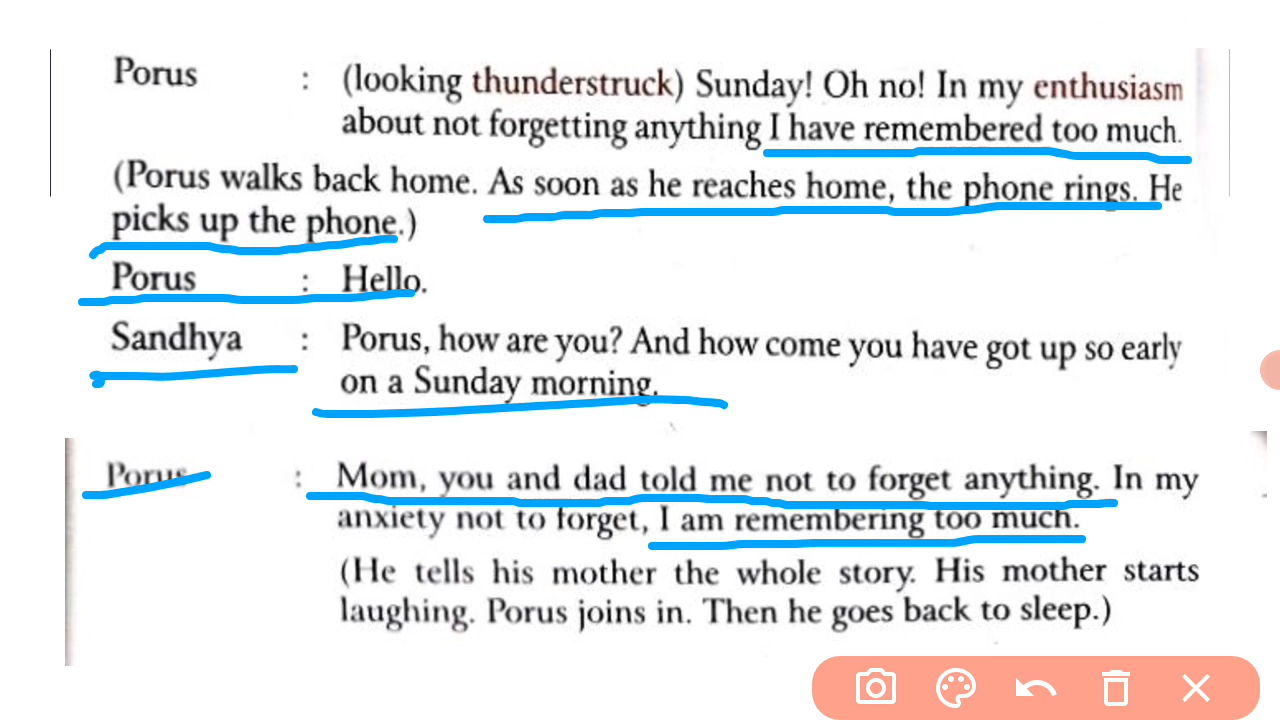 Porus : (looking thunderstruck) Sunday! Oh no! In my enthusiasm
about not forgetting anything I have remembered too much.
(Porus walks back home. As soon as he reaches home, the phone rings. He
picks up the phone.)
Porus : Hello.
Sandhya : Porus, how are you? And how come you have got up so early
on a Sunday morning.
Porus : Mom, you and dad told me not to forget anything. In my
anxiety not to forget, I am remembering too much.
(He tells his mother the whole story. His mother starts
laughing. Porus joins in. Then he goes back to sleep.)